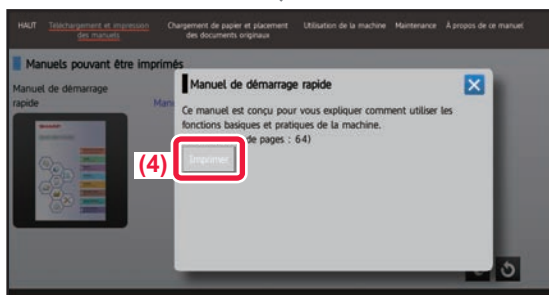 HAUT
Téléchargement et impression
des manuels
Chargement de papier et placement
des documents originaux
Utilisation de la machine
Maintenance
À propos de ce manuel
Manuels pouvant être imprimés
Manuel de démarrage
rapide
Manuel de démarrage rapide
Ce manuel est conçu pour vous expliquer comment utiliser les
fonctions basiques et pratiques de la machine.
de pages : 64)
(4)
Imprimer